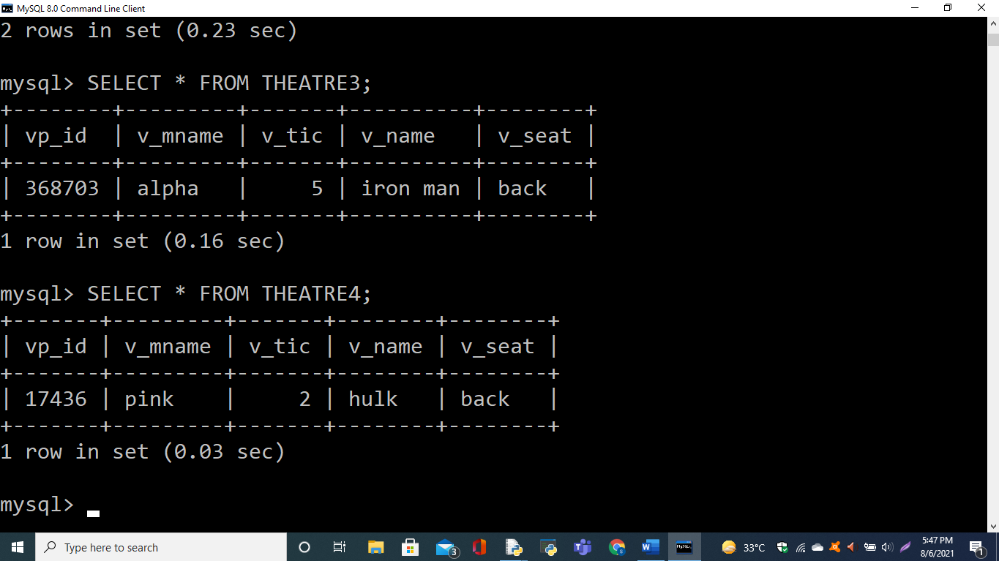 MySQL 8.0 Command Line Client
2 rows in set (0.23 sec)
mysql> SELECT * FROM THEATRE3;
+--------+---------+-------+----------+--------+
| vp_id  | v_mname | v_tic | v_name   | v_seat |
+--------+---------+-------+----------+--------+
| 368703 | alpha   |     5 | iron man | back   |
+--------+---------+-------+----------+--------+
1 row in set (0.16 sec)
mysql> SELECT * FROM THEATRE4;
+-------+---------+-------+--------+--------+
| vp_id | v_mname | v_tic | v_name | v_seat |
+-------+---------+-------+--------+--------+
| 17436 | pink    |     2 | hulk   | back   |
+-------+---------+-------+--------+--------+
1 row in set (0.03 sec)
mysql>
Type here to search
3
33°C
5:47 PM
8/6/2021
1